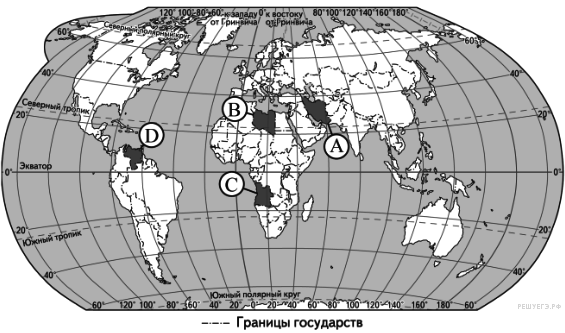 120° 100° 80° 60° к западу 0° к востоку 80° 100° 120° 140° 160° 180°
от Гринвича от Гринвича
Северный полярный круг
60° 60°
40° 40°
Северный тропик
20° 20°
B
D
A
Экватор
0° 0° 0°
C
20° 20°
Южный тропик
40° 40°
Южный полярный круг
60° 120° 100° 80° 60° 40° 20° 0° 20° 40° 60° 80° 100° 120° 140° 60°
РЕШУЕГЭ.РФ
Границы государств